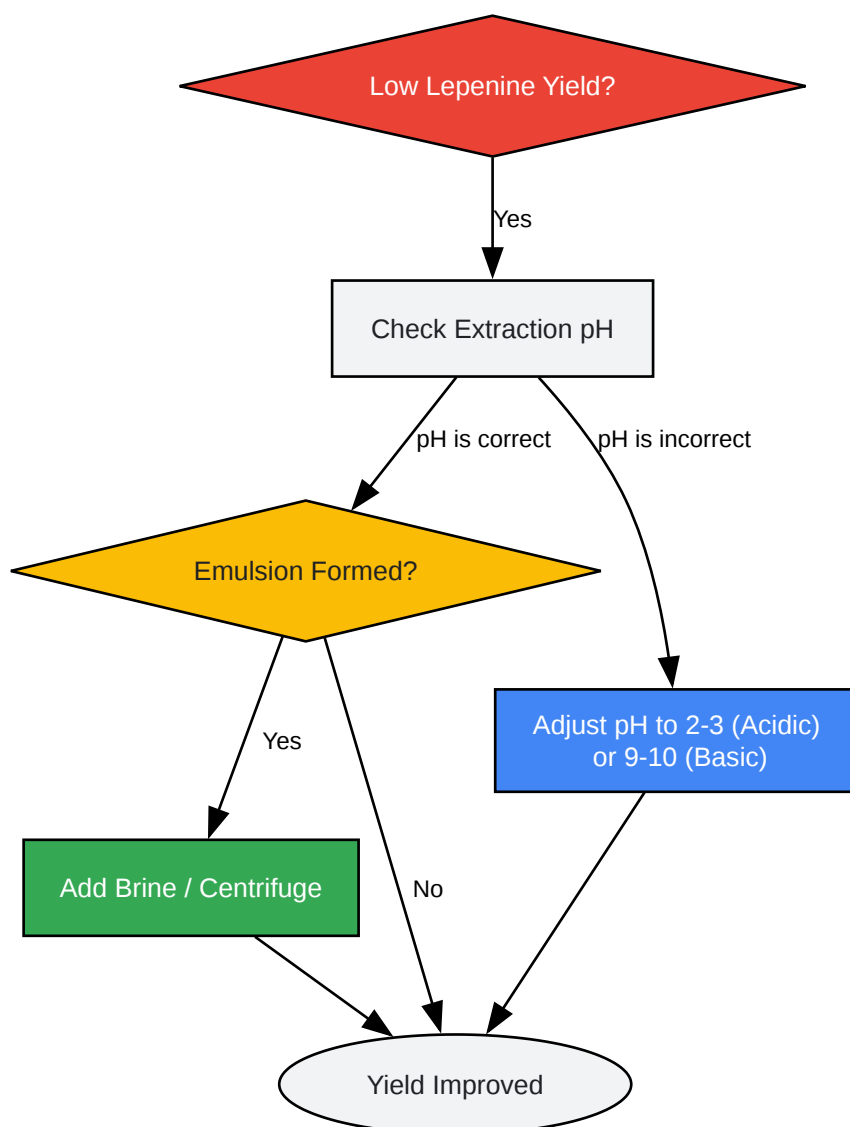 Low Lepenine Yield?
Yes
Check Extraction pH
pH is correct
pH is incorrect
Emulsion Formed?
Adjust pH to 2-3 (Acidic)
or 9-10 (Basic)
Yes
Add Brine / Centrifuge
No
Yield Improved